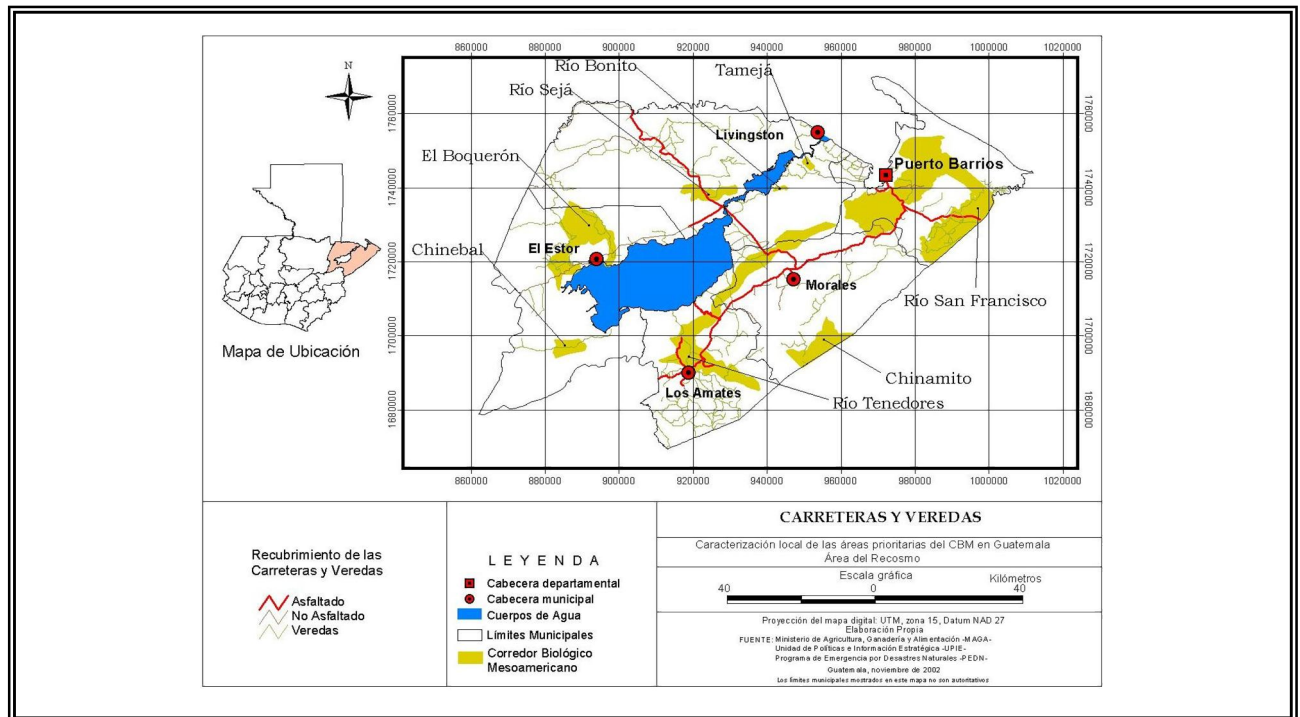 N
860000 880000 900000 920000 940000 960000 980000 1000000 1020000
Río Bonito
Tamejá
Río Sejá
Livingston
El Boquerón
Puerto Barrios
Chinebal
El Estor
Morales
Río San Francisco
Chinamito
Los Amates
Río Tenedores
1760000
1740000
1720000
1700000
1680000
1760000
1740000
1720000
1700000
1680000
860000 880000 900000 920000 940000 960000 980000 1000000 1020000
Mapa de Ubicación
Recubrimiento de las
Carreteras y Veredas
Asfaltado
No Asfaltado
Veredas
LEYENDA
Cabecera departamental
Cabecera municipal
Cuerpos de Agua
Límites Municipales
Corredor Biológico
Mesoamericano
CARRETERAS Y VEREDAS
Caracterización local de las áreas prioritarias del CBM en Guatemala
Área del Recosmo
Escala gráfica
Kilómetros
40 0 40
Proyección del mapa digital: UTM, zona 15, Datum NAD 27
Elaboración Propia
FUENTE: Ministerio de Agricultura, Ganadería y Alimentación -MAGA-
Unidad de Políticas e Información Estratégica -UPIE-
Programa de Emergencia por Desastres Naturales -PEDN-
Guatemala, noviembre de 2002
Los límites municipales mostrados en este mapa no son autoritativos